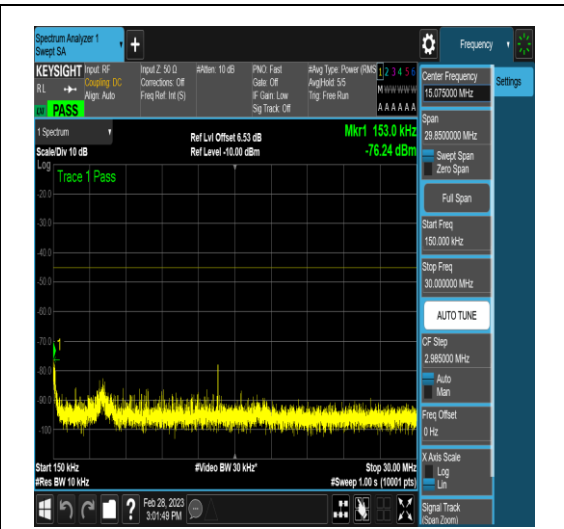 Spectrum Analyzer 1
Swept SA
+
Frequency
KEYSIGHT
RL
PASS
Input: RF
Coupling: DC
Align: Auto
Input Z: 50 Ω
Corrections: Off
Freq Ref: Int (S)
#Atten: 10 dB
PNO: Fast
Gate: Off
IF Gain: Low
Sig Track: Off
#Avg Type: Power (RMS
Avg|Hold: 5/5
Trig: Free Run
1 2 3 4 5 6
M W W W W W
A A A A A A
1 Spectrum
Scale/Div 10 dB
Ref Lvl Offset 6.53 dB
Ref Level -10.00 dBm
Mkr1 153.0 kHz
-76.24 dBm
Log
Trace 1 Pass
-20.0
-30.0
-40.0
-50.0
-60.0
-70.0
-80.0
-90.0
-100
1
Start 150 kHz
#Res BW 10 kHz
#Video BW 30 kHz*
Stop 30.00 MHz
#Sweep 1.00 s (10001 pts)
Feb 28, 2023
3:01:49 PM
Center Frequency
15.075000 MHz
Settings
Span
29.8500000 MHz
Swept Span
Zero Span
Full Span
Start Freq
150.000 kHz
Stop Freq
30.000000 MHz
AUTO TUNE
CF Step
2.985000 MHz
Auto
Man
Freq Offset
0 Hz
X Axis Scale
Log
Lin
Signal Track
(Span Zoom)